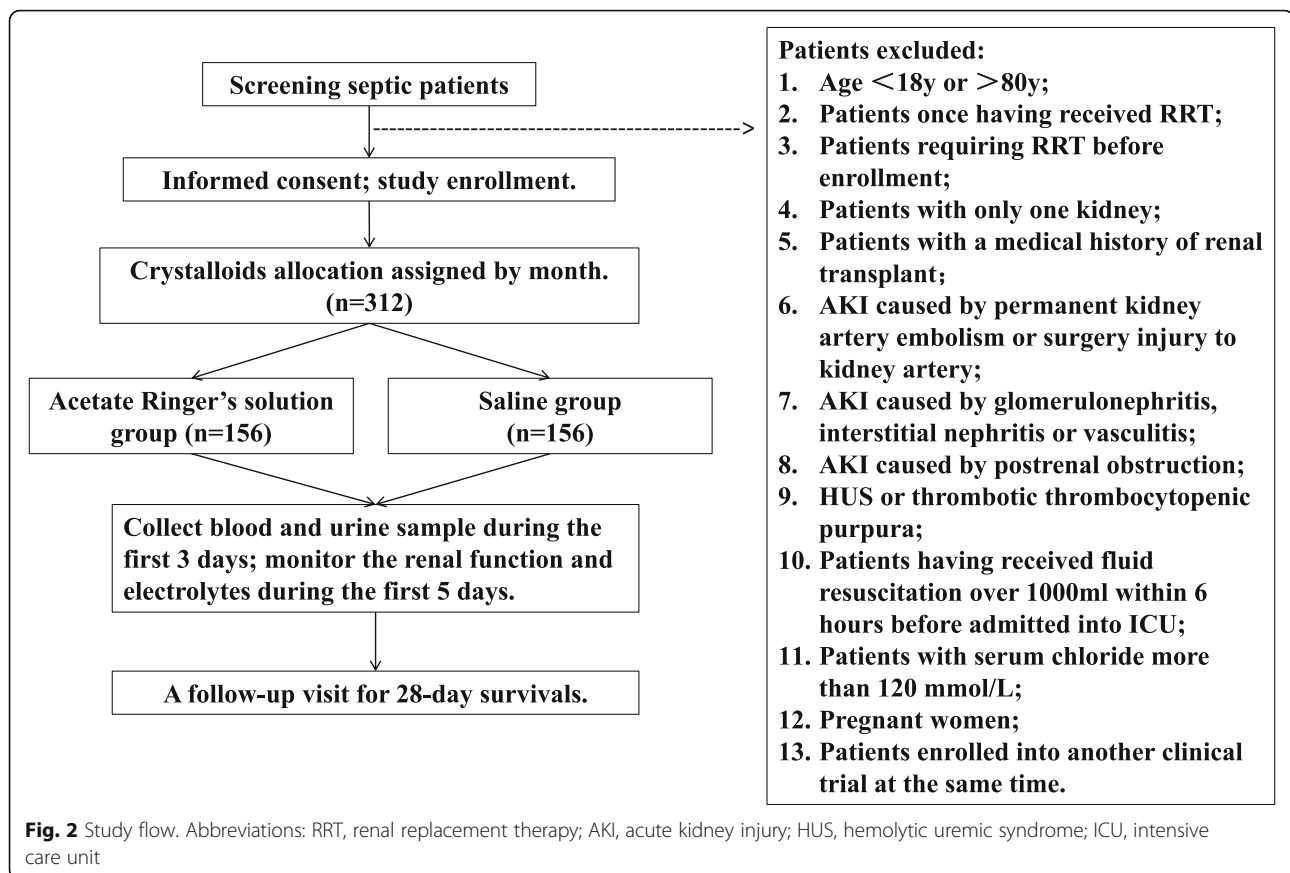 Screening septic patients
Informed consent; study enrollment.
Crystalloids allocation assigned by month.
(n=312)
Acetate Ringer's solution
group (n=156)
Saline group
(n=156)
Collect blood and urine sample during the
first 3 days; monitor the renal function and
electrolytes during the first 5 days.
A follow-up visit for 28-day survivals.
Patients excluded:
1. Age <18y or >80y;
2. Patients once having received RRT;
3. Patients requiring RRT before
enrollment;
4. Patients with only one kidney;
5. Patients with a medical history of renal
transplant;
6. AKI caused by permanent kidney
artery embolism or surgery injury to
kidney artery;
7. AKI caused by glomerulonephritis,
interstitial nephritis or vasculitis;
8. AKI caused by postrenal obstruction;
9. HUS or thrombotic thrombocytopenic
purpura;
10. Patients having received fluid
resuscitation over 1000ml within 6
hours before admitted into ICU;
11. Patients with serum chloride more
than 120 mmol/L;
12. Pregnant women;
13. Patients enrolled into another clinical
trial at the same time.
Fig. 2 Study flow. Abbreviations: RRT, renal replacement therapy; AKI, acute kidney injury; HUS, hemolytic uremic syndrome; ICU, intensive
care unit